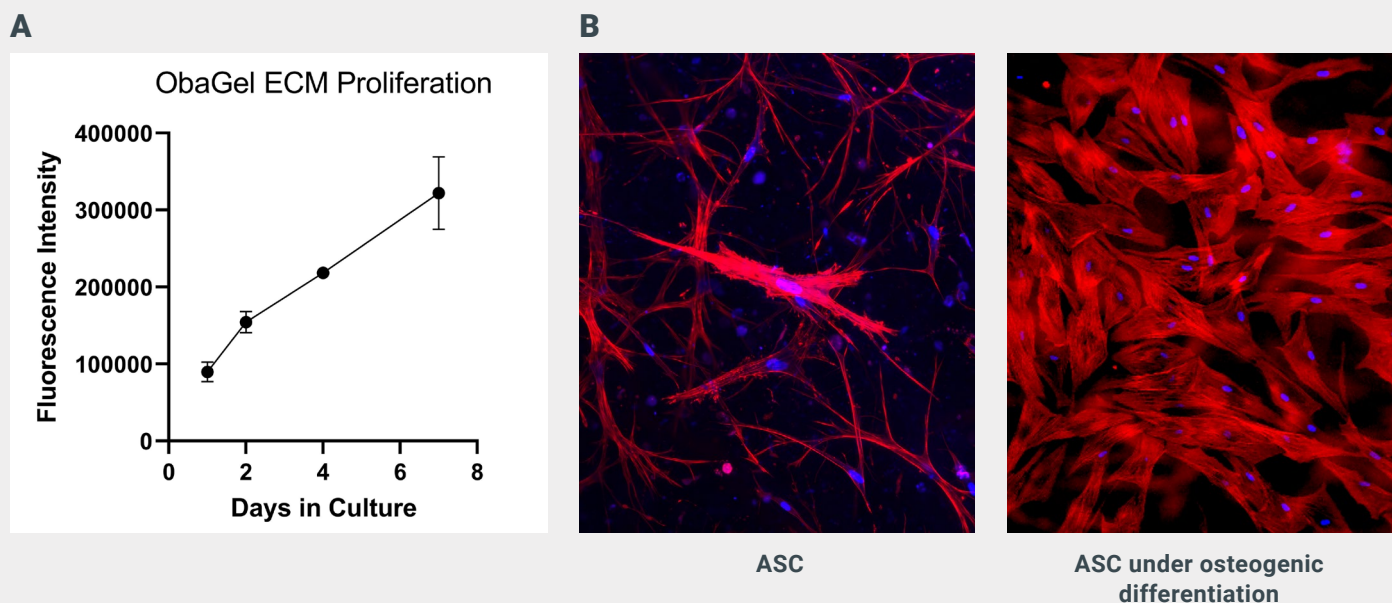 A
ObaGel ECM Proliferation
400000
300000
200000
100000
0
Fluorescence Intensity
0 2 4 6 8
Days in Culture
B
ASC
ASC under osteogenic
differentiation